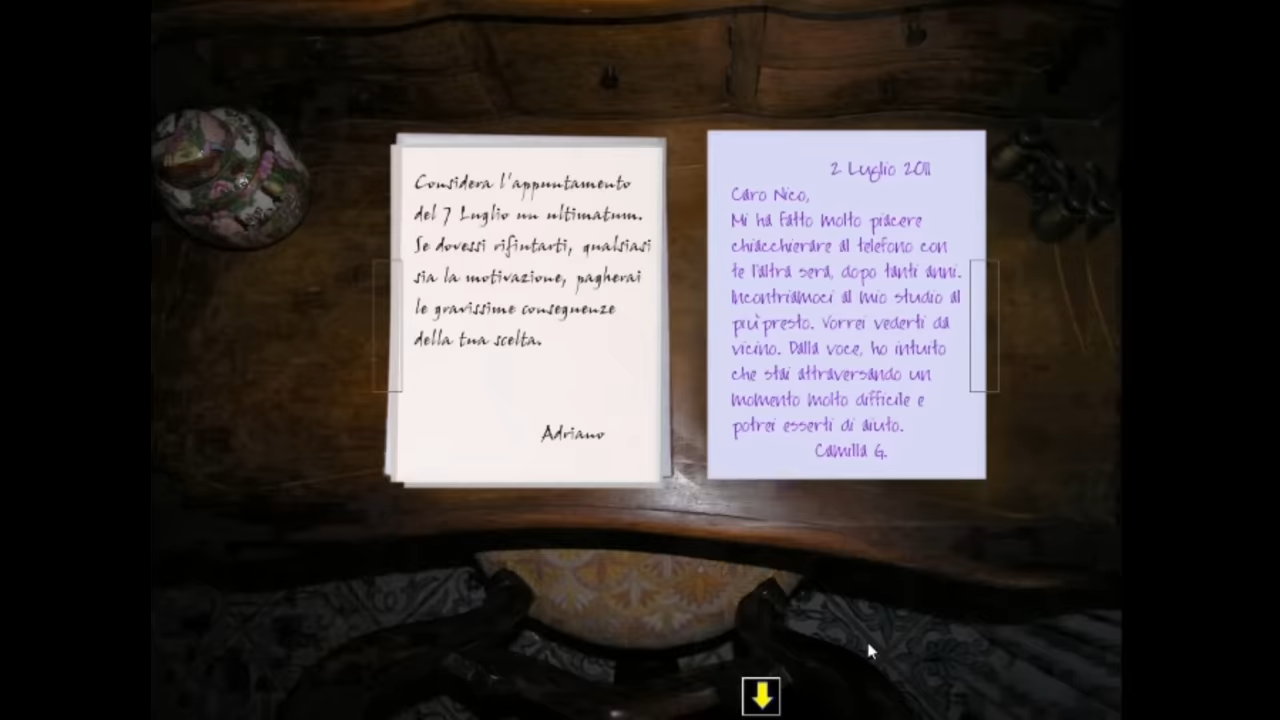 Considera l'appuntamento
del 7 Luglio un ultimatum.
Se dovessi rifiutarti, qualsiasi
sia la motivazione, pagherai
le gravissime conseguenze
della tua scelta.
Adriano
2 Luglio 2011
Caro Nico,
Mi ha fatto molto piacere
chiacchierare al telefono con
te l'altra sera, dopo tanti anni.
Incontriamoci al mio studio al
più presto. Vorrei vederti da
vicino. Dalla voce, ho intuito
che stai attraversando un
momento molto difficile e
potrei esserti di aiuto.
Camilla G.